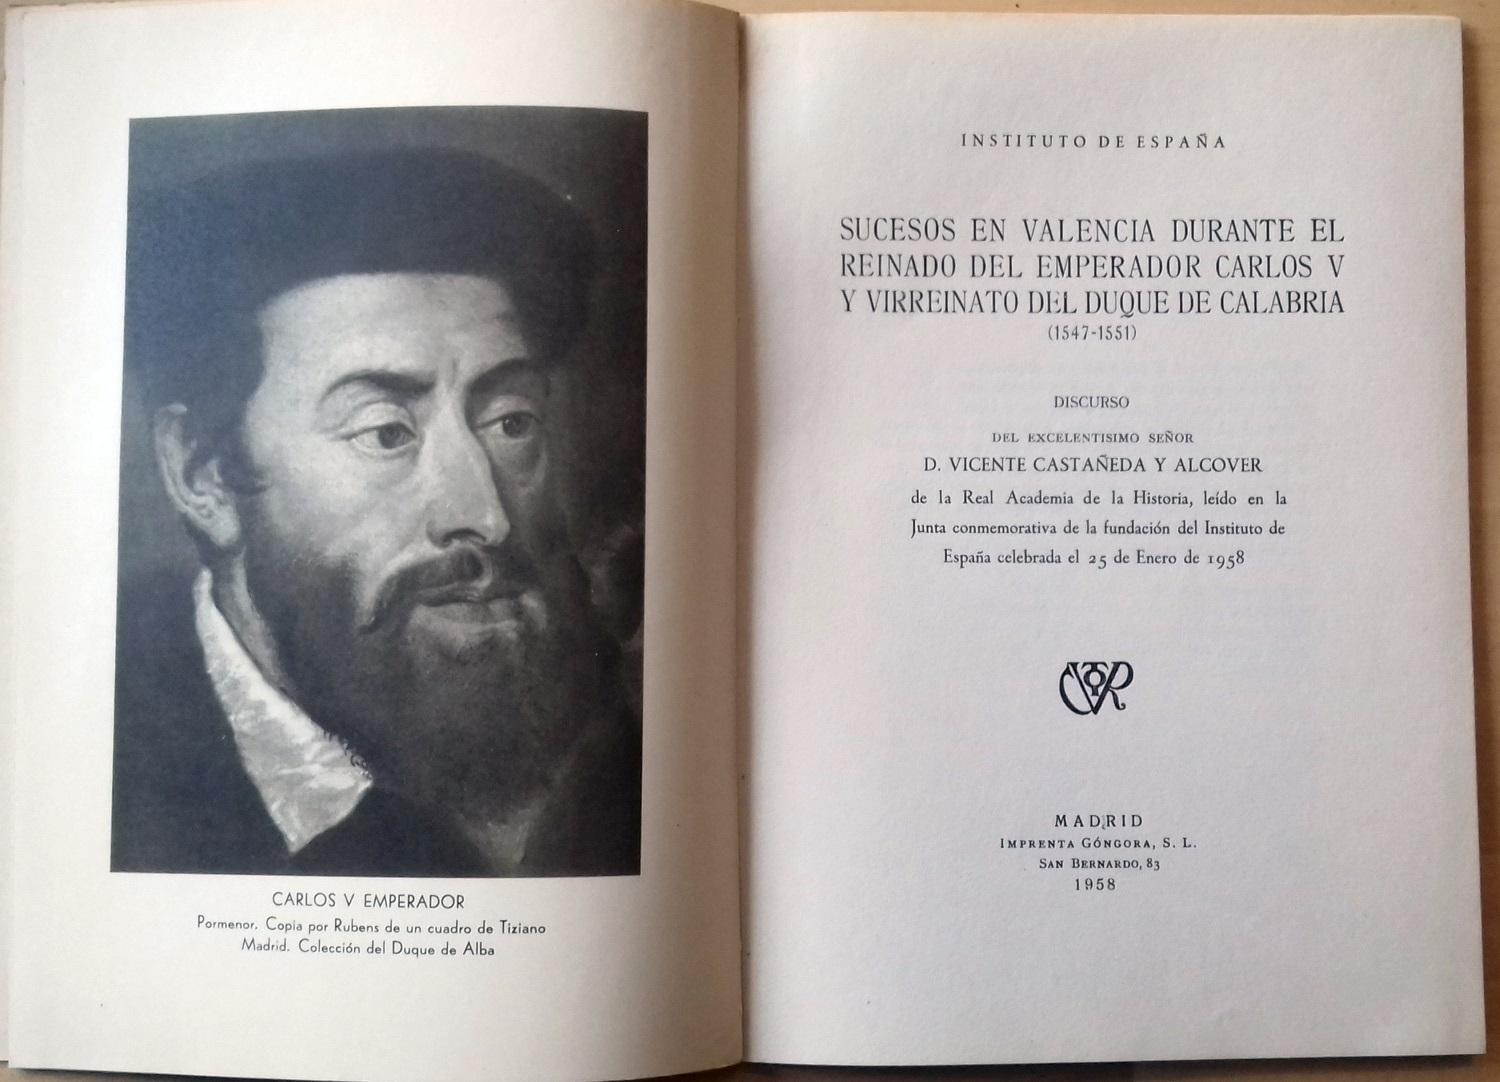 CARLOS V EMPERADOR
Pormenor. Copia por Rubens de un cuadro de Tiziano
Madrid. Colección del Duque de Alba
INSTITUTO DE ESPAÑA
SUCESOS EN VALENCIA DURANTE EL
REINADO DEL EMPERADOR CARLOS V
Y VIRREINATO DEL DUQUE DE CALABRIA
(1547-1551)
DISCURSO
DEL EXCELENTISIMO SEÑOR
D. VICENTE CASTAÑEDA Y ALCOVER
de la Real Academia de la Historia, leído en la
Junta conmemorativa de la fundación del Instituto de
España celebrada el 25 de Enero de 1958
MADRID
IMPRENTA GÓNGORA, S. L.
SAN BERNARDO, 83
1958